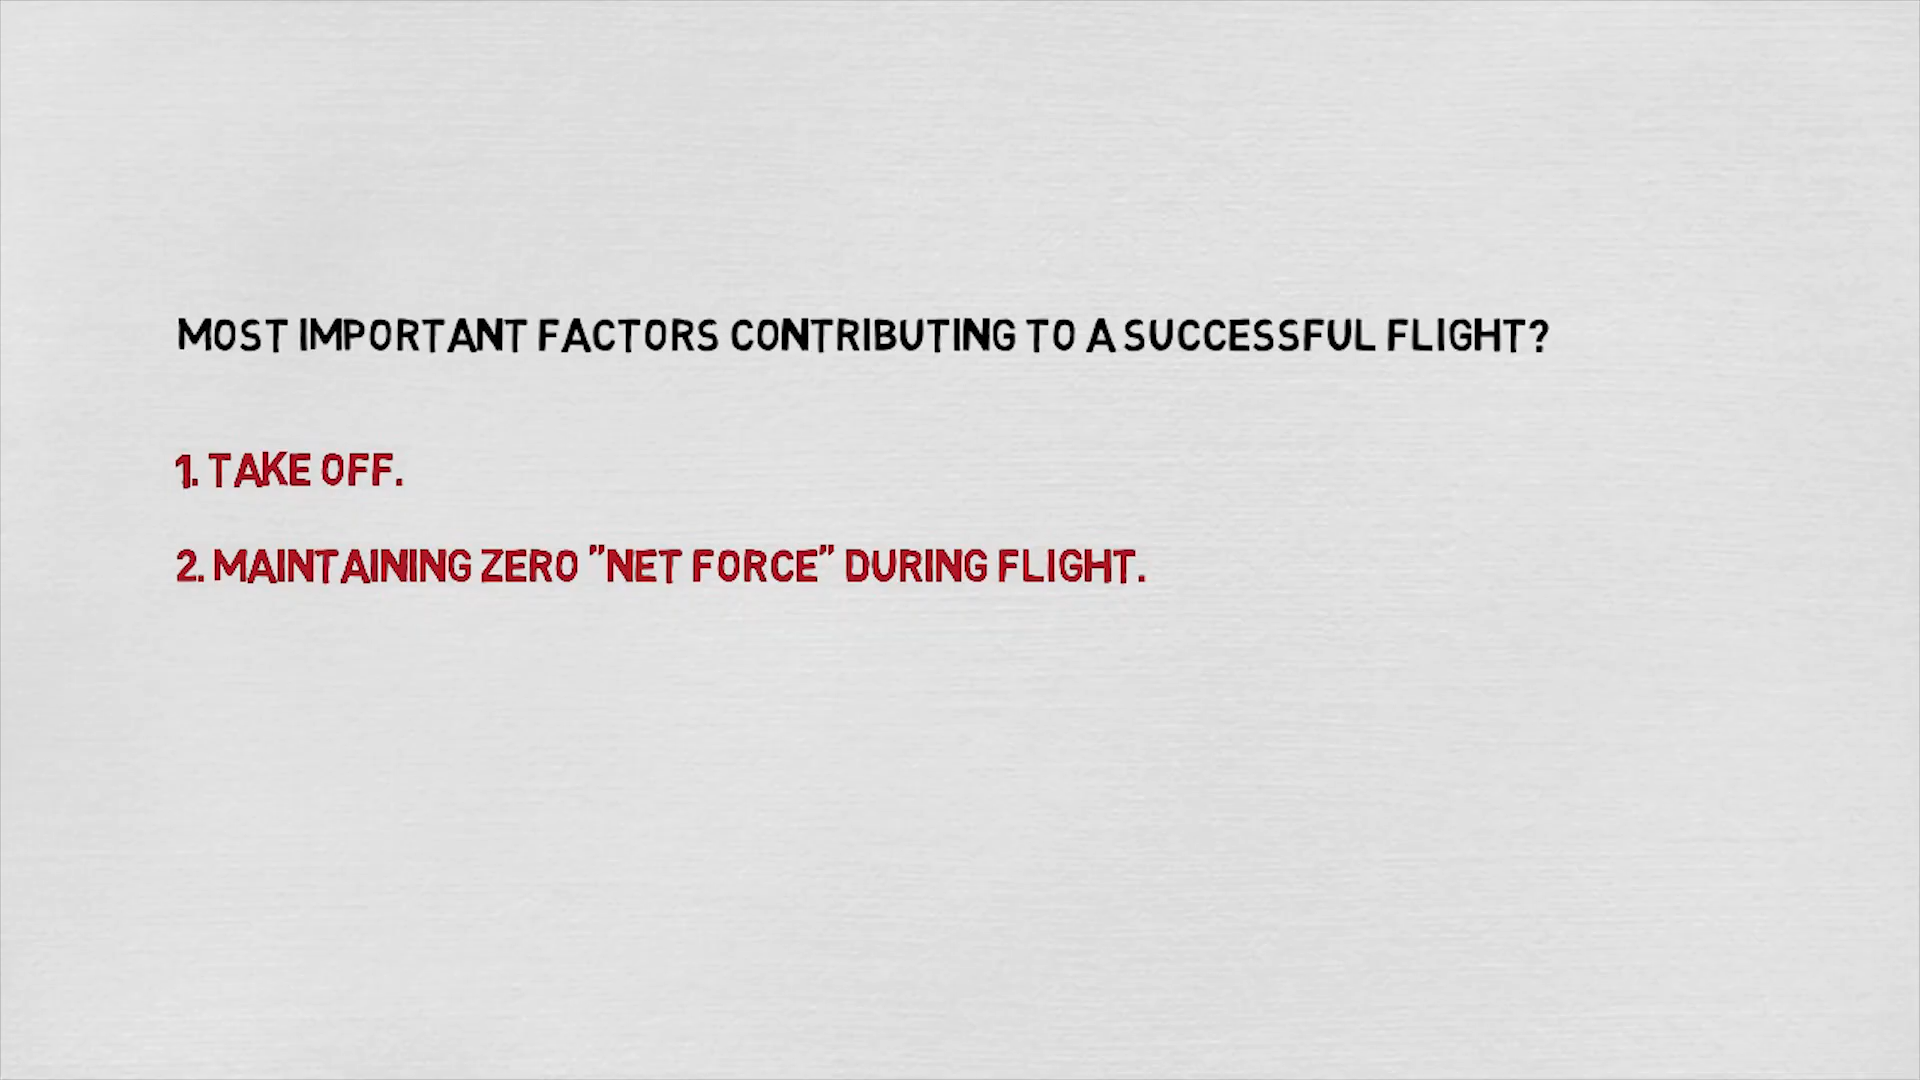 MOST IMPORTANT FACTORS CONTRIBUTING TO A SUCCESSFUL FLIGHT?
1. TAKE OFF.
2. MAINTAINING ZERO "NET FORCE" DURING FLIGHT.